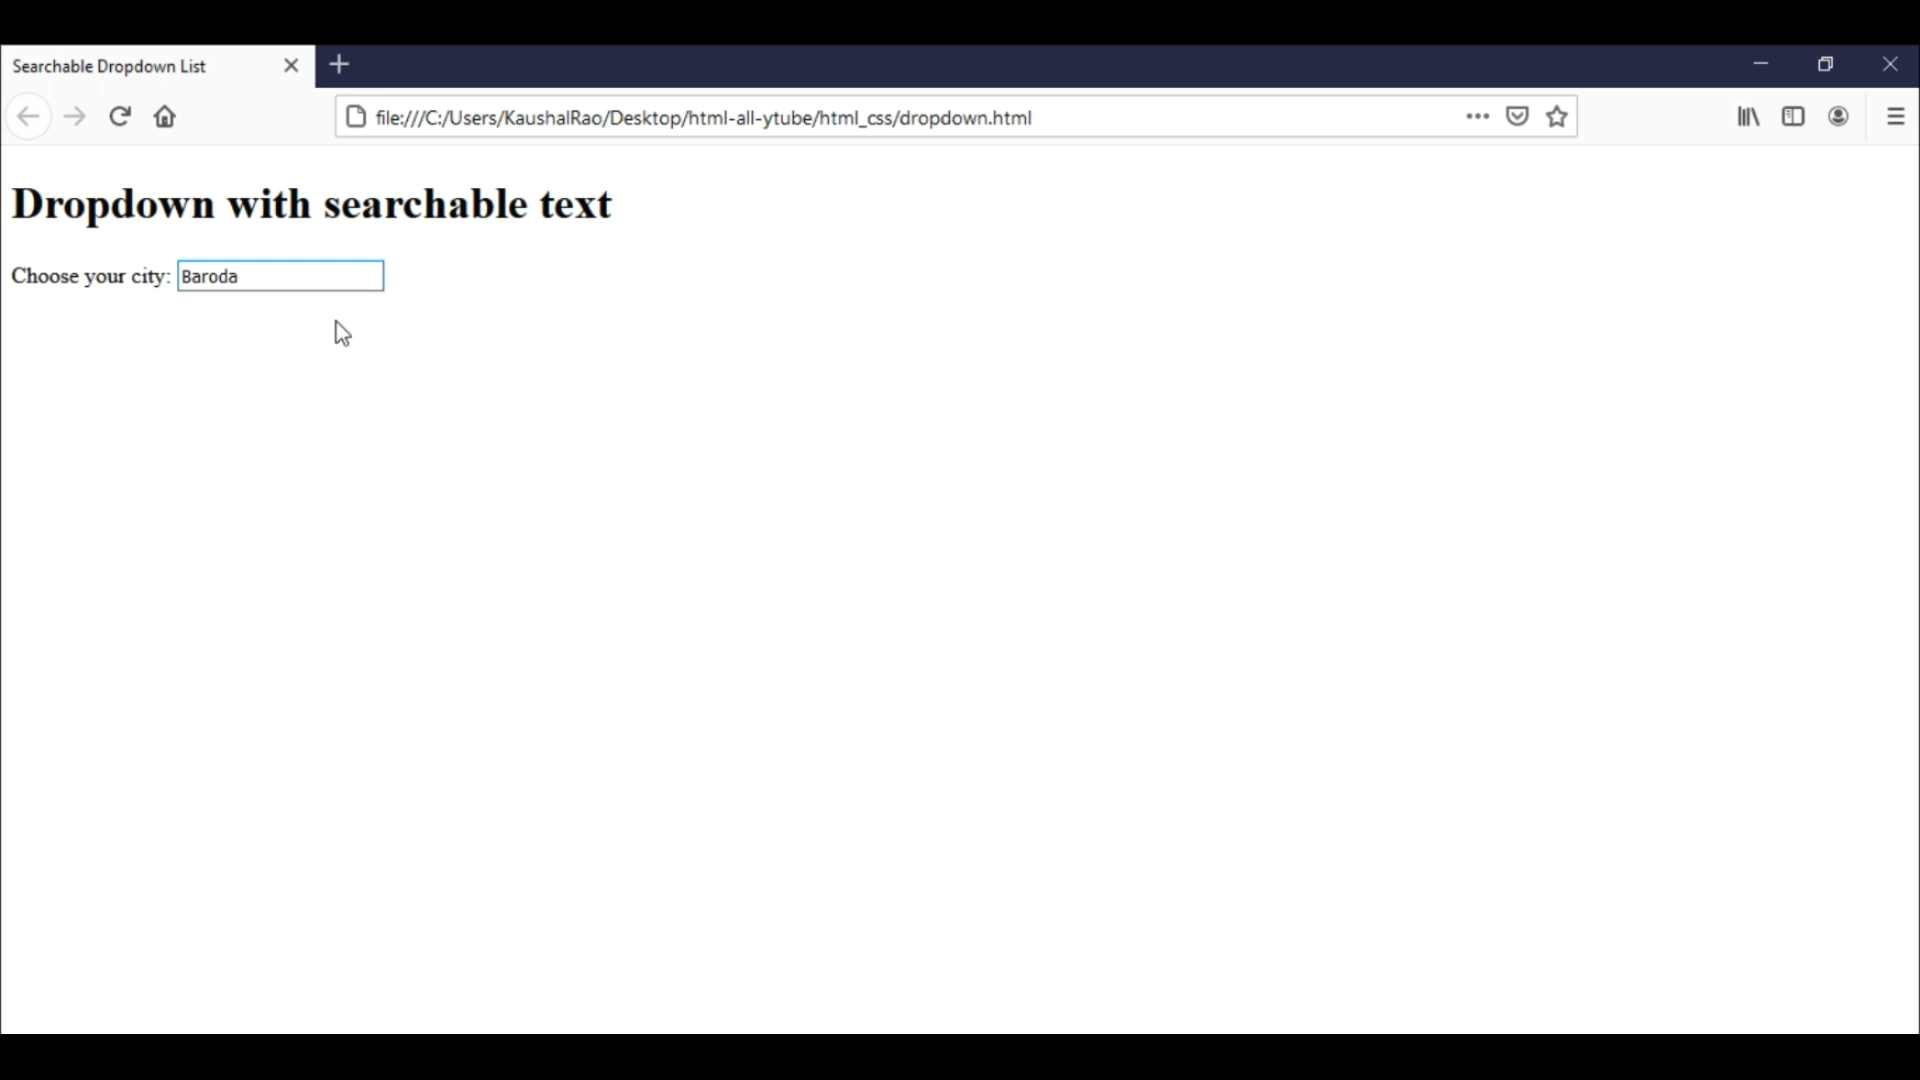 Searchable Dropdown List
file:///C:/Users/KaushalRao/Desktop/html-all-ytube/html_css/dropdown.html
Dropdown with searchable text
Choose your city: Baroda